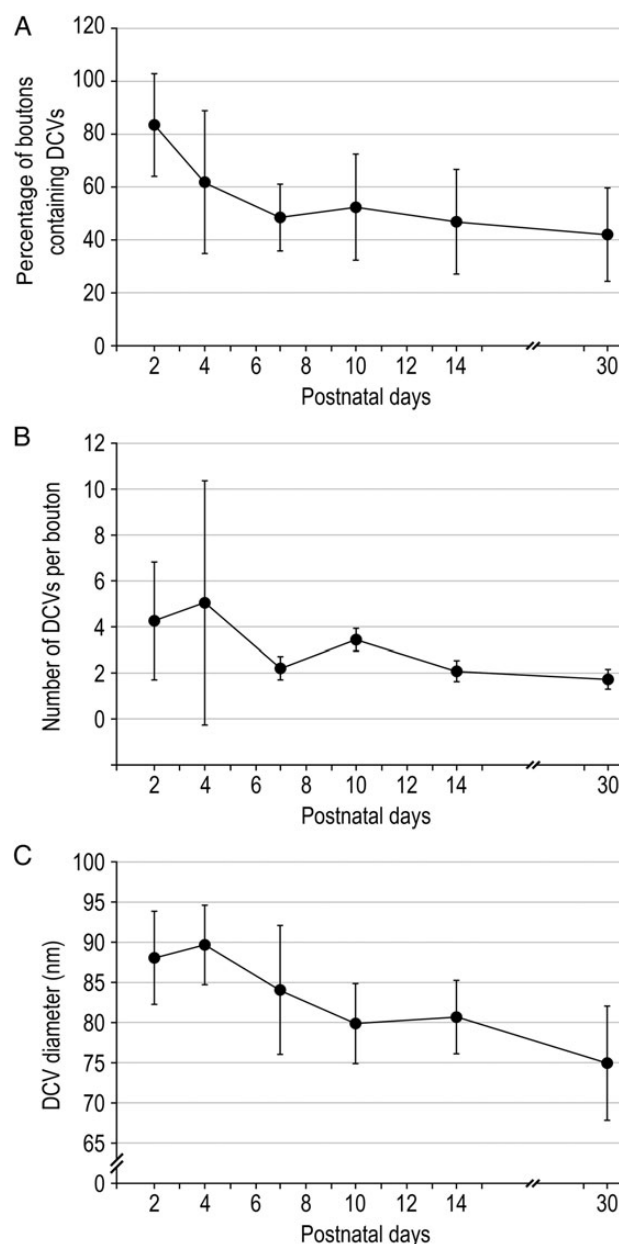 A
Percentage of boutons
containing DCVs
120
100
80
60
40
20
0
2 4 6 8 10 12 14 30
Postnatal days
B
Number of DCVs per bouton
12
10
8
6
4
2
0
2 4 6 8 10 12 14 30
Postnatal days
C
DCV diameter (nm)
100
95
90
85
80
75
70
65
0
2 4 6 8 10 12 14 30
Postnatal days